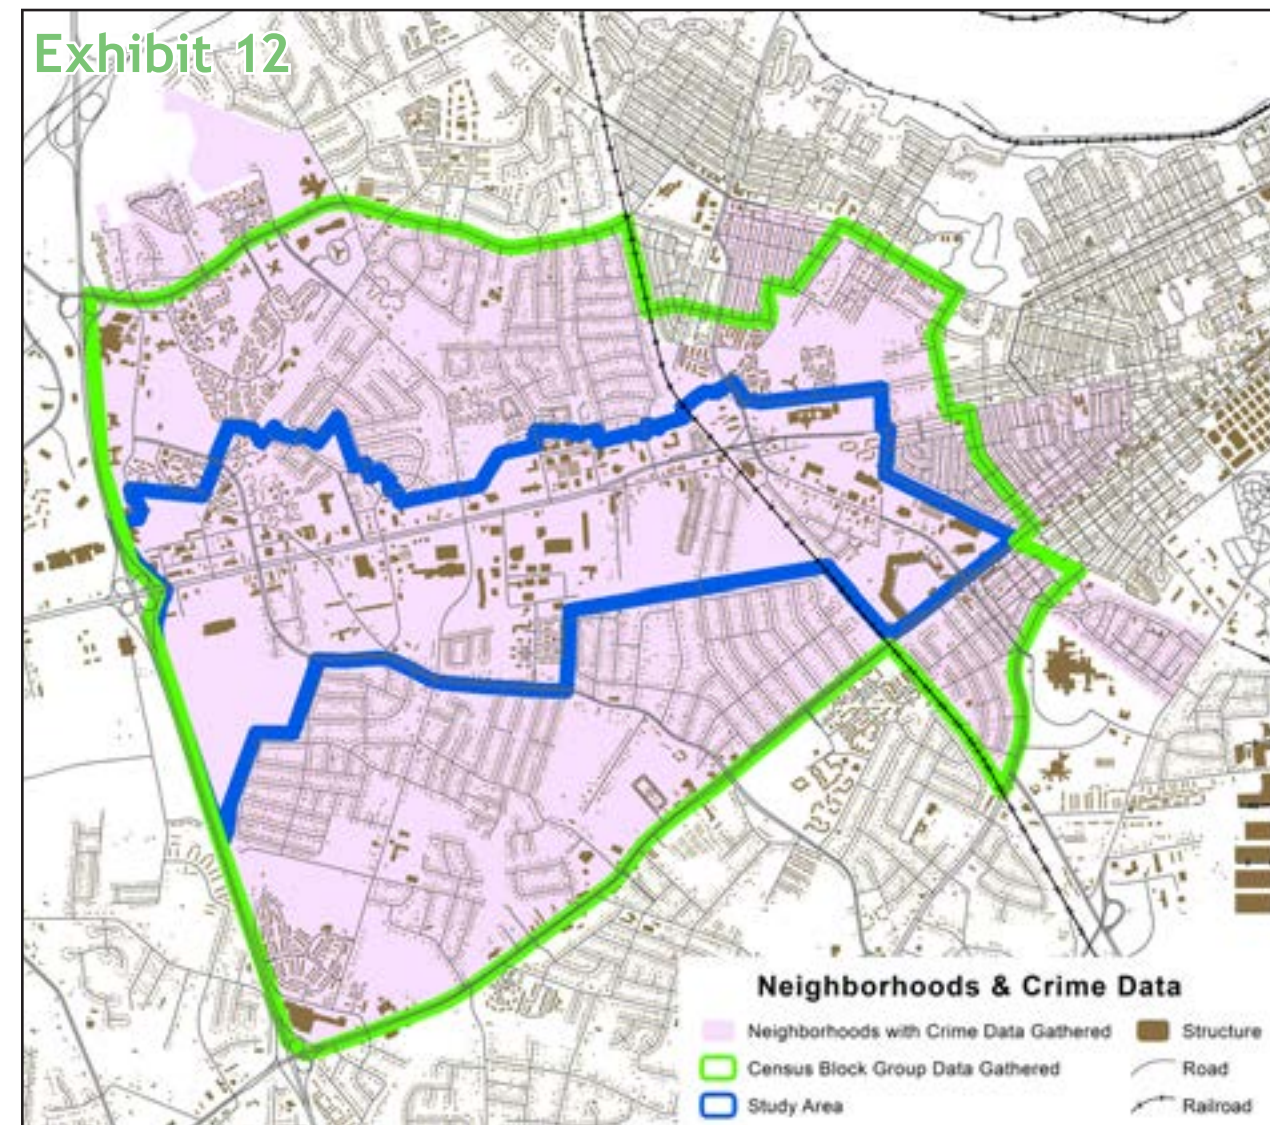 Exhibit 12
Neighborhoods & Crime Data
Neighborhoods with Crime Data Gathered
Structure
Census Block Group Data Gathered
Road
Study Area
Railroad